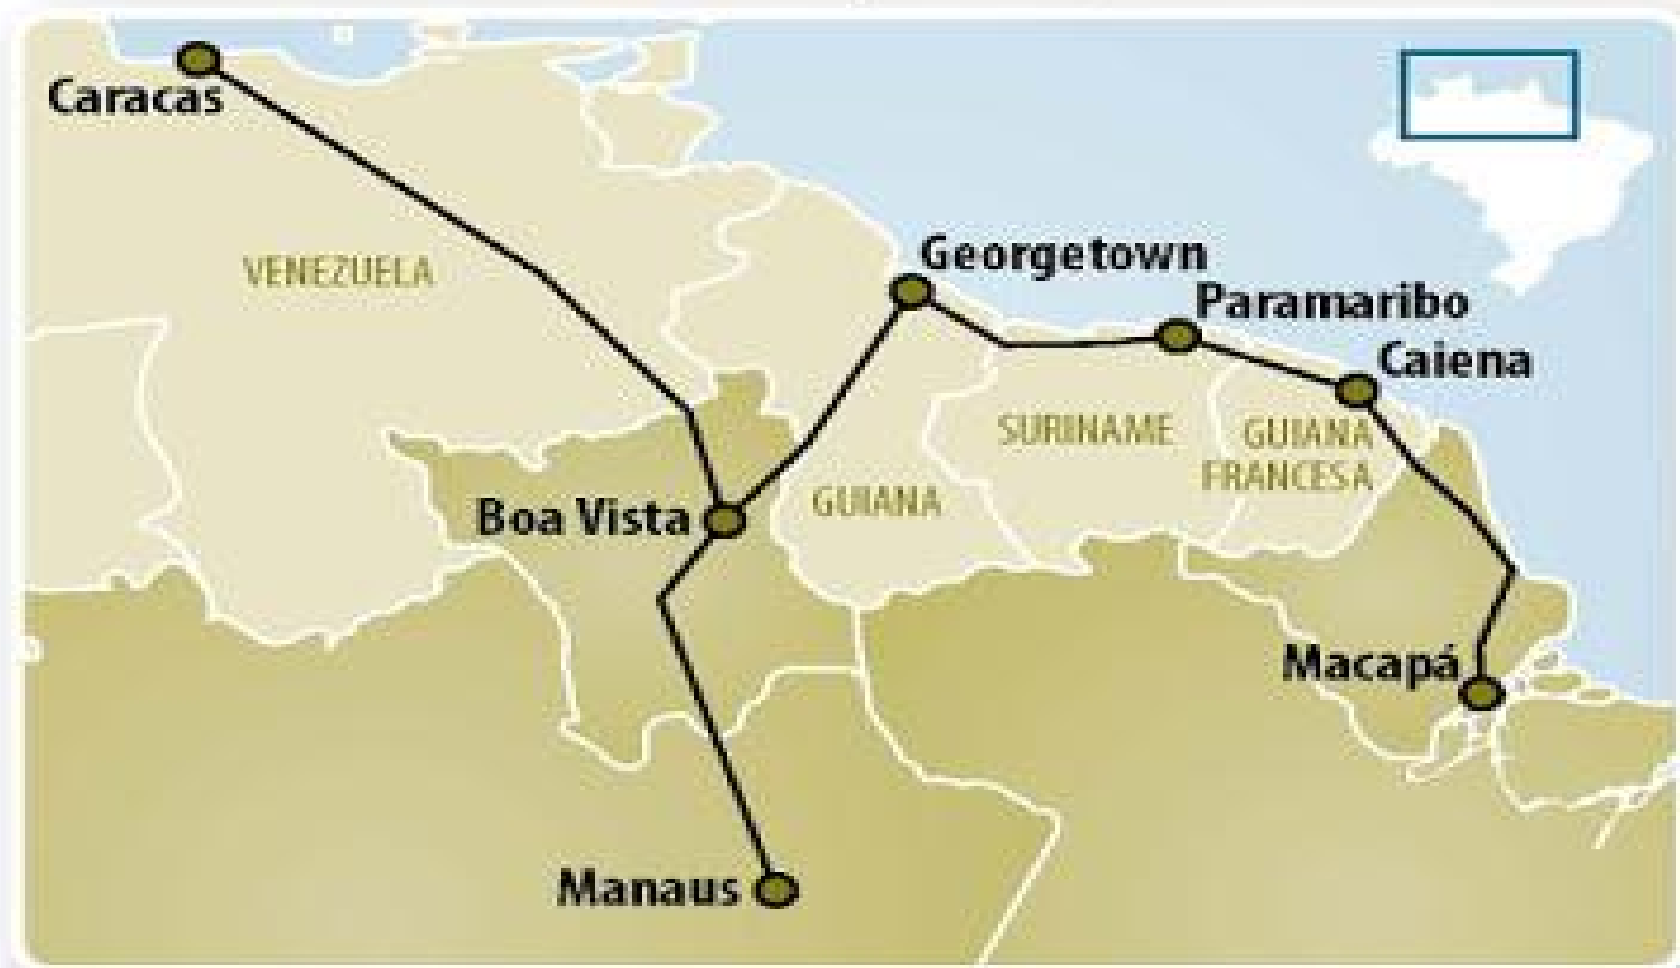 Caracas
VENEZUELA
Georgetown
Paramaribo
Caiena
SURINAME
GUIANA
FRANCESA
GUIANA
Boa Vista
Macapá
Manaus